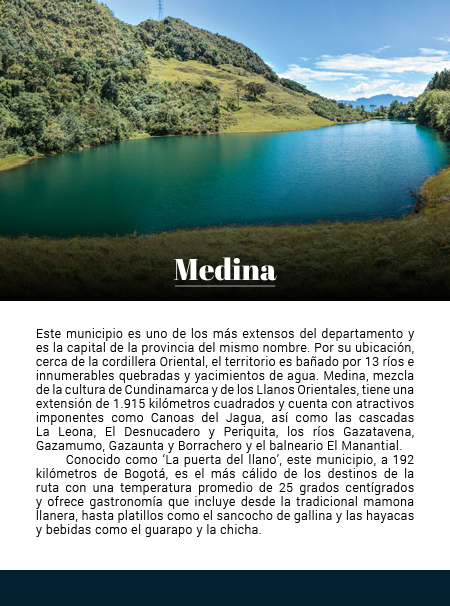 Medina
Este municipio es uno de los más extensos del departamento y
es la capital de la provincia del mismo nombre. Por su ubicación,
cerca de la cordillera Oriental, el territorio es bañado por 13 ríos e
innumerables quebradas y yacimientos de agua. Medina, mezcla
de la cultura de Cundinamarca y de los Llanos Orientales, tiene una
extensión de 1.915 kilómetros cuadrados y cuenta con atractivos
imponentes como Canoas del Jagua, así como las cascadas
La Leona, El Desnucadero y Periquita, los ríos Gazatavena,
Gazamumo, Gazaunta y Borrachero y el balneario El Manantial.
Conocido como ‘La puerta del llano’, este municipio, a 192
kilómetros de Bogotá, es el más cálido de los destinos de la
ruta con una temperatura promedio de 25 grados centígrados
y ofrece gastronomía que incluye desde la tradicional mamona
llanera, hasta platillos como el sancocho de gallina y las hayacas
y bebidas como el guarapo y la chicha.